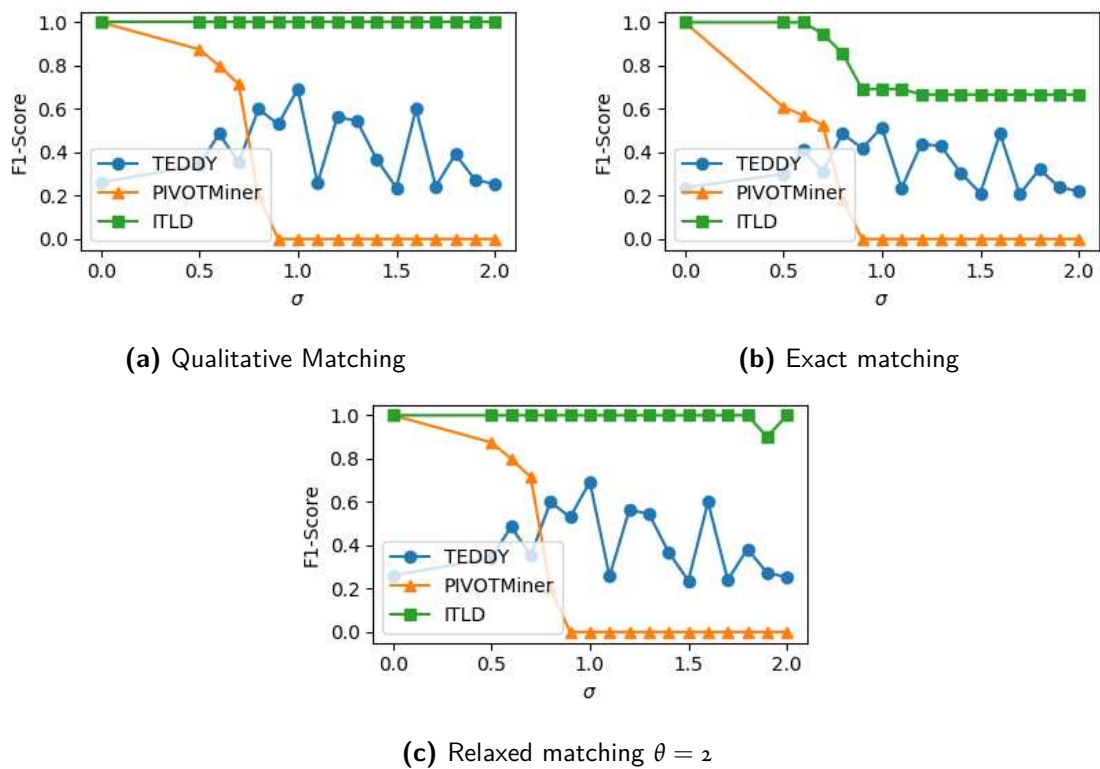 1.0
0.8
0.6
0.4
0.2
0.0
F1-Score
TEDDY
PIVOTMiner
ITLD
0.0 0.5 1.0 1.5 2.0
σ
(a) Qualitative Matching
1.0
0.8
0.6
0.4
0.2
0.0
F1-Score
TEDDY
PIVOTMiner
ITLD
0.0 0.5 1.0 1.5 2.0
σ
(b) Exact matching
1.0
0.8
0.6
0.4
0.2
0.0
F1-Score
TEDDY
PIVOTMiner
ITLD
0.0 0.5 1.0 1.5 2.0
σ
(c) Relaxed matching θ = 2